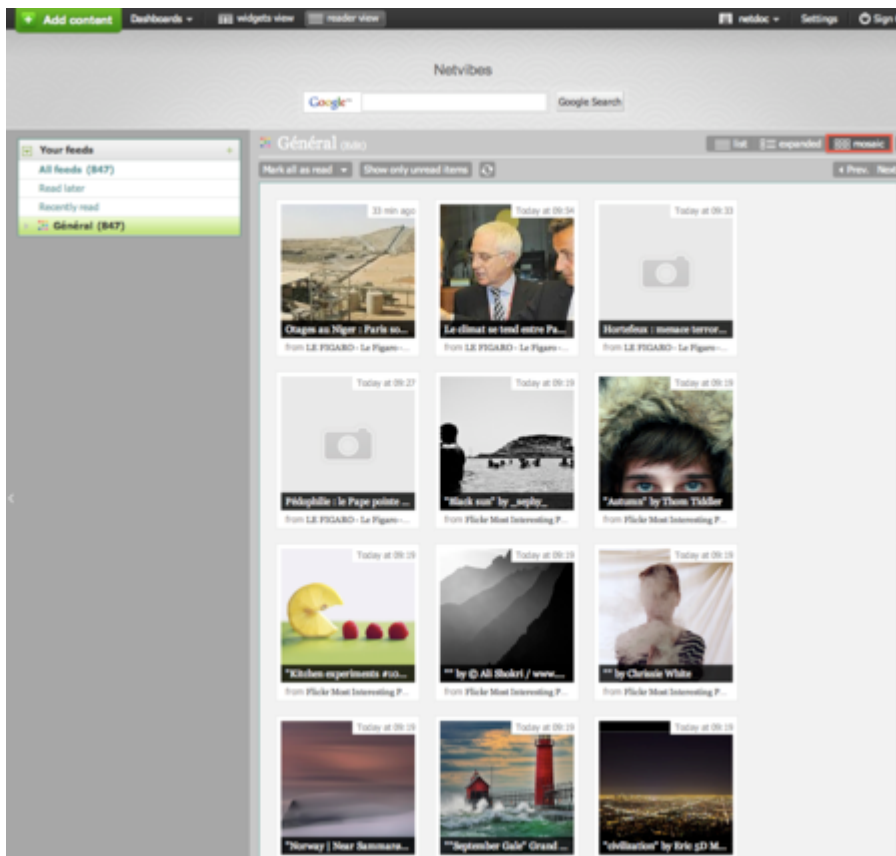 Add content Dashboards widgets view reader view netdoc Settings Sign
Netvibes
Google Google Search
Your feeds
All feeds (847)
Read later
Recently read
Général (847)
Général
list expanded mosaic
Mark all as read Show only unread items Prev. Next
33 min ago
Otages au Niger : Paris so...
from LE FIGARO - Le Figaro -...
Today at 09:54
Le climat se tend entre Pa...
from LE FIGARO - Le Figaro -...
Today at 09:33
Hortefeux : menace terror...
from LE FIGARO - Le Figaro -...
Today at 09:27
Pédophilie : le Pape pointe ...
from LE FIGARO - Le Figaro -...
Today at 09:19
"Black sun" by _sephy_
from Flickr Most Interesting P...
Today at 09:19
"Autumn" by Thom Tiddler
from Flickr Most Interesting P...
Today at 09:19
"Kitchen experiments #10...
from Flickr Most Interesting P...
Today at 09:19
"" by © Ali Shokri / www....
from Flickr Most Interesting P...
Today at 09:19
"" by Chrissie White
from Flickr Most Interesting P...
Today at 09:19
"Norway | Near Sammara...
Today at 09:19
""September Gale" Grand ...
Today at 09:19
"civilisation" by Eric 5D M...